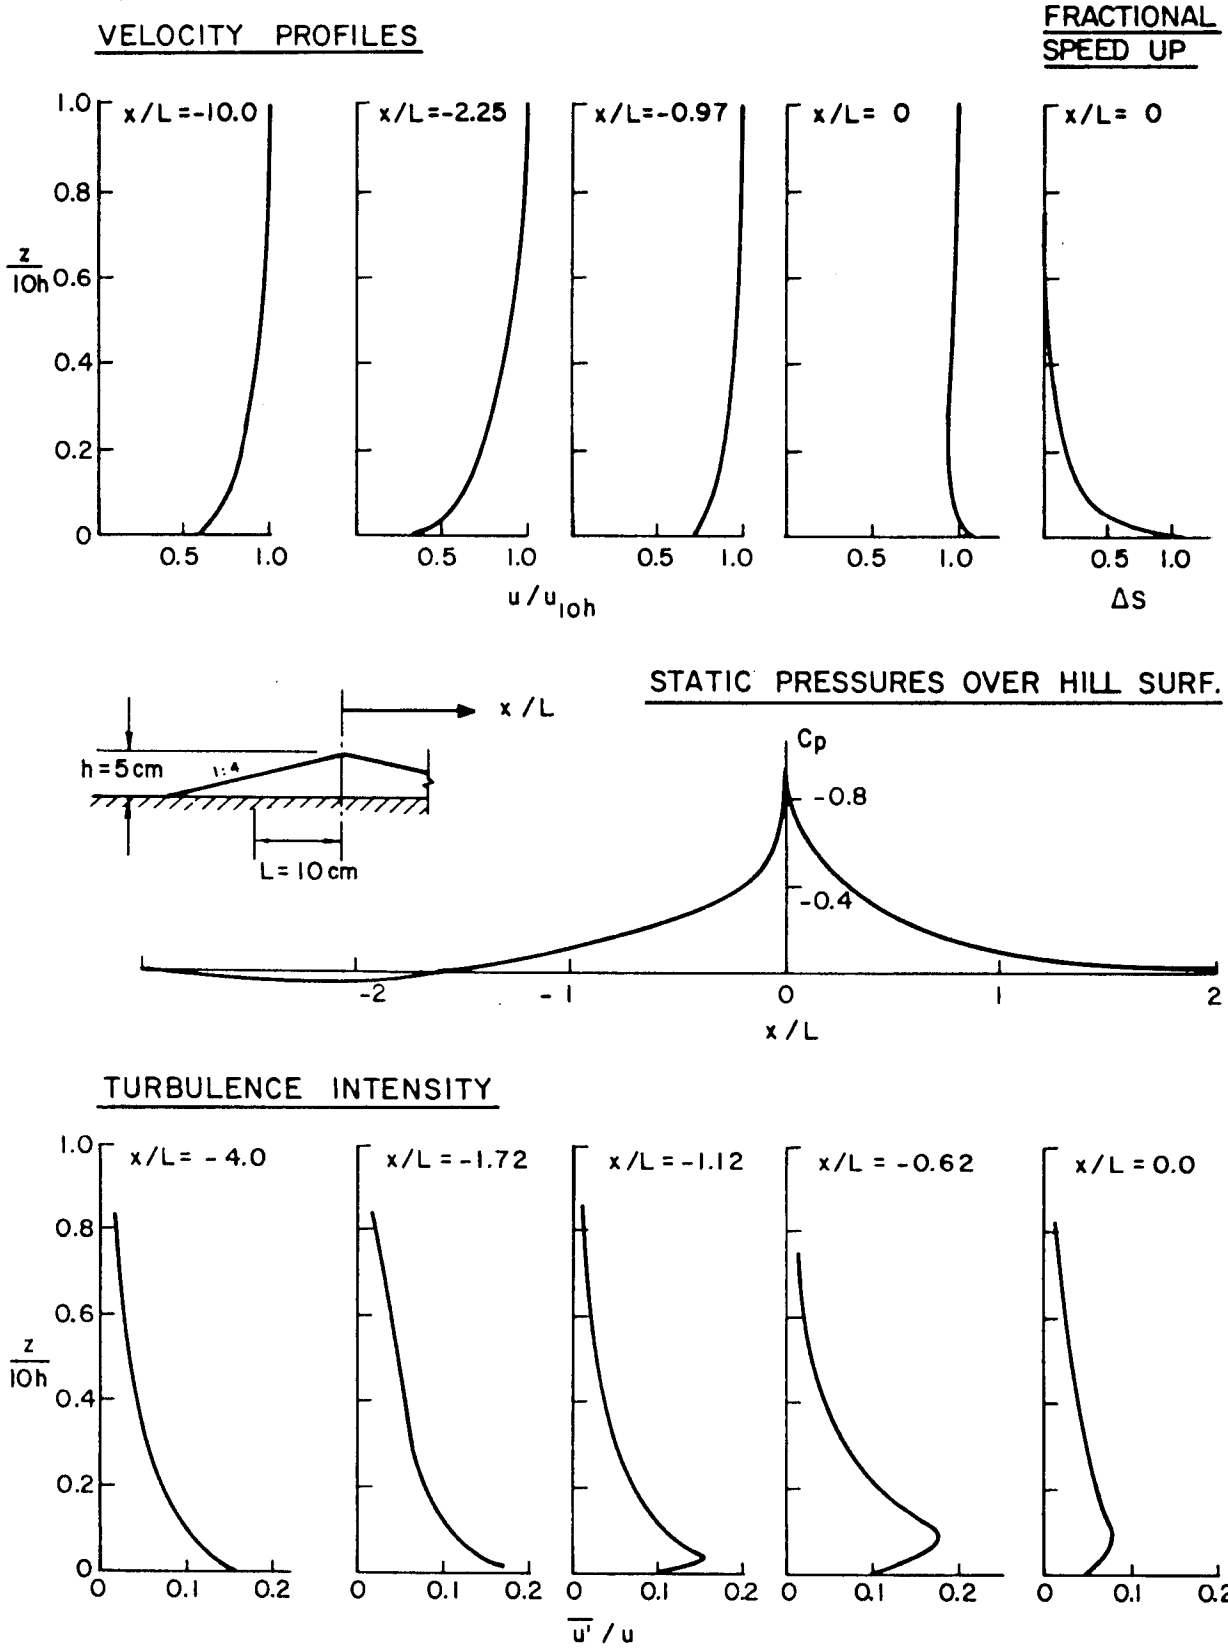 VELOCITY PROFILES
FRACTIONAL
SPEED UP
x/L=-10.0
x/L=-2.25
x/L=-0.97
x/L= 0
x/L= 0
1.0
0.8
0.6
0.4
0.2
0
z
10h
0.5 1.0
0.5 1.0
0.5 1.0
0.5 1.0
0.5 1.0
u/u10h
ΔS
STATIC PRESSURES OVER HILL SURF.
x/L
h=5cm
1:4
L=10cm
Cp
-0.8
-0.4
-2 -1 0 1 2
x/L
TURBULENCE INTENSITY
x/L= -4.0
x/L= -1.72
x/L= -1.12
x/L= -0.62
x/L= 0.0
1.0
0.8
0.6
0.4
0.2
0
z
10h
0 0.1 0.2
0 0.1 0.2
0 0.1 0.2
0 0.1 0.2
0 0.1 0.2
u'/u